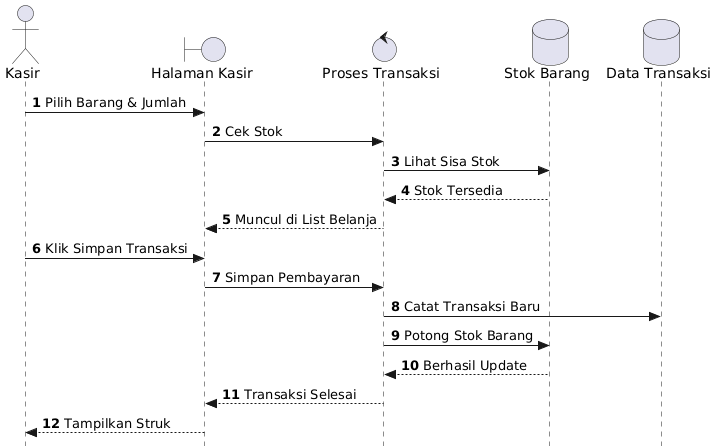 Kasir
Halaman Kasir
Proses Transaksi
Stok Barang
Data Transaksi
1 Pilih Barang & Jumlah
2 Cek Stok
3 Lihat Sisa Stok
4 Stok Tersedia
5 Muncul di List Belanja
6 Klik Simpan Transaksi
7 Simpan Pembayaran
8 Catat Transaksi Baru
9 Potong Stok Barang
10 Berhasil Update
11 Transaksi Selesai
12 Tampilkan Struk